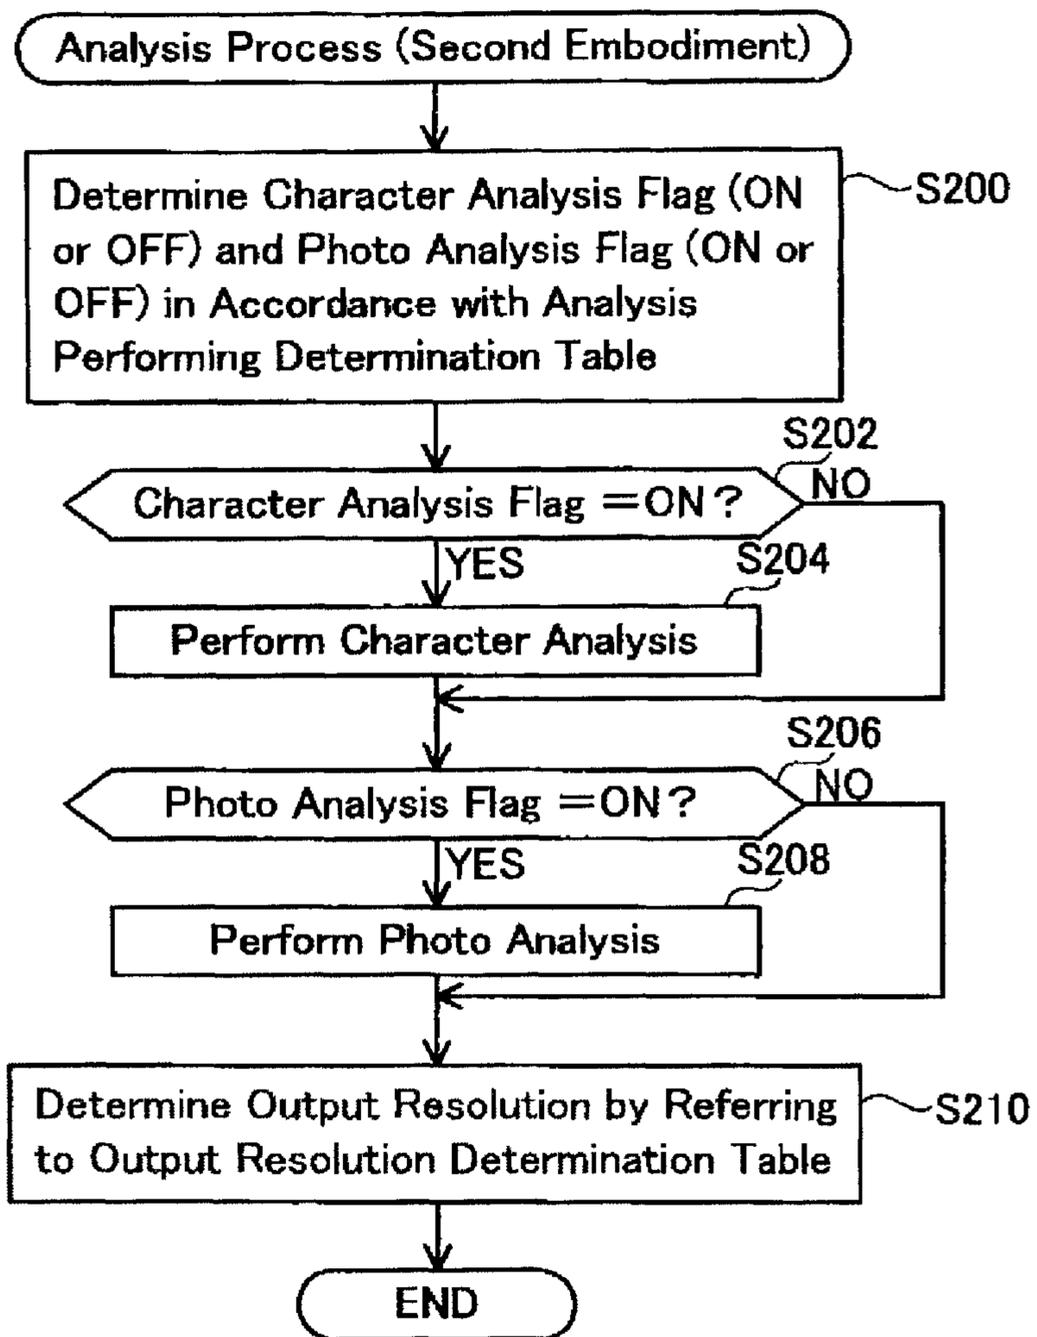 Analysis Process (Second Embodiment)
Determine Character Analysis Flag (ON
or OFF) and Photo Analysis Flag (ON or
OFF) in Accordance with Analysis
Performing Determination Table
S200
S202
Character Analysis Flag =ON?
NO
YES
S204
Perform Character Analysis
S206
Photo Analysis Flag =ON?
NO
YES
S208
Perform Photo Analysis
Determine Output Resolution by Referring
to Output Resolution Determination Table
S210
END